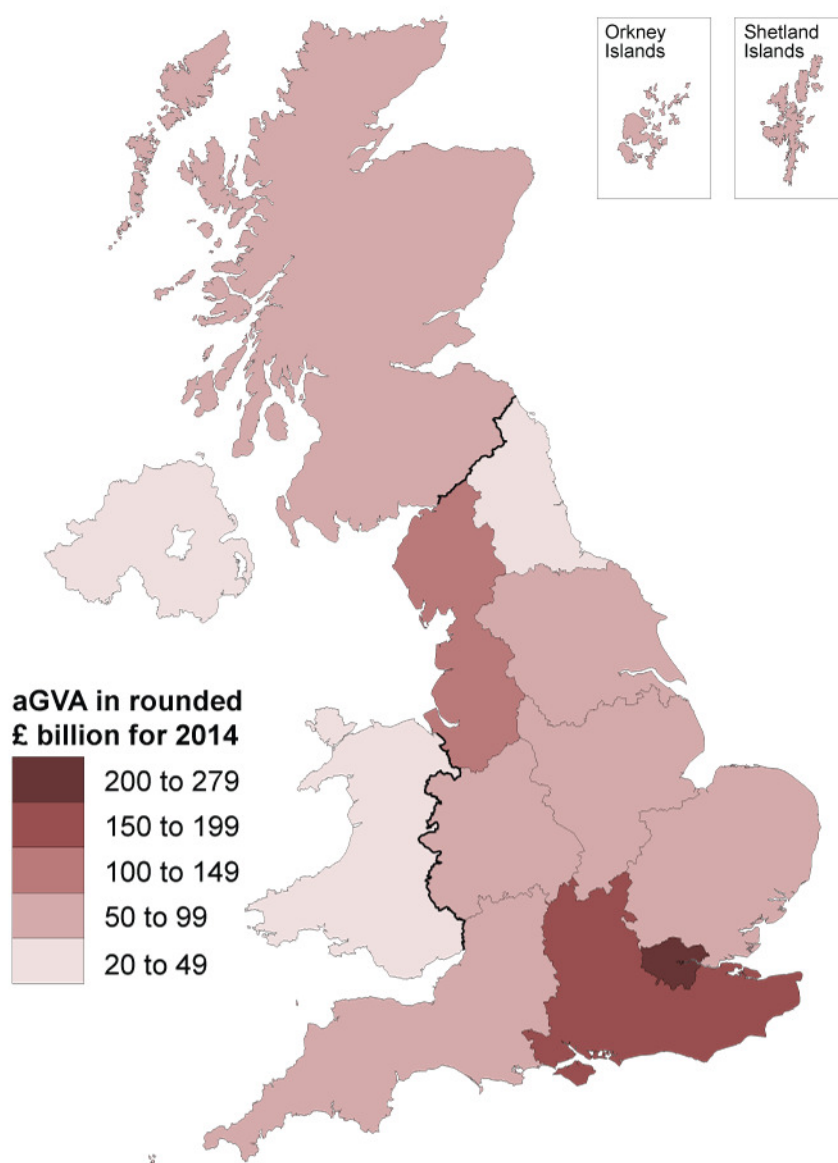 Orkney
Islands
Shetland
Islands
aGVA in rounded
£ billion for 2014
200 to 279
150 to 199
100 to 149
50 to 99
20 to 49